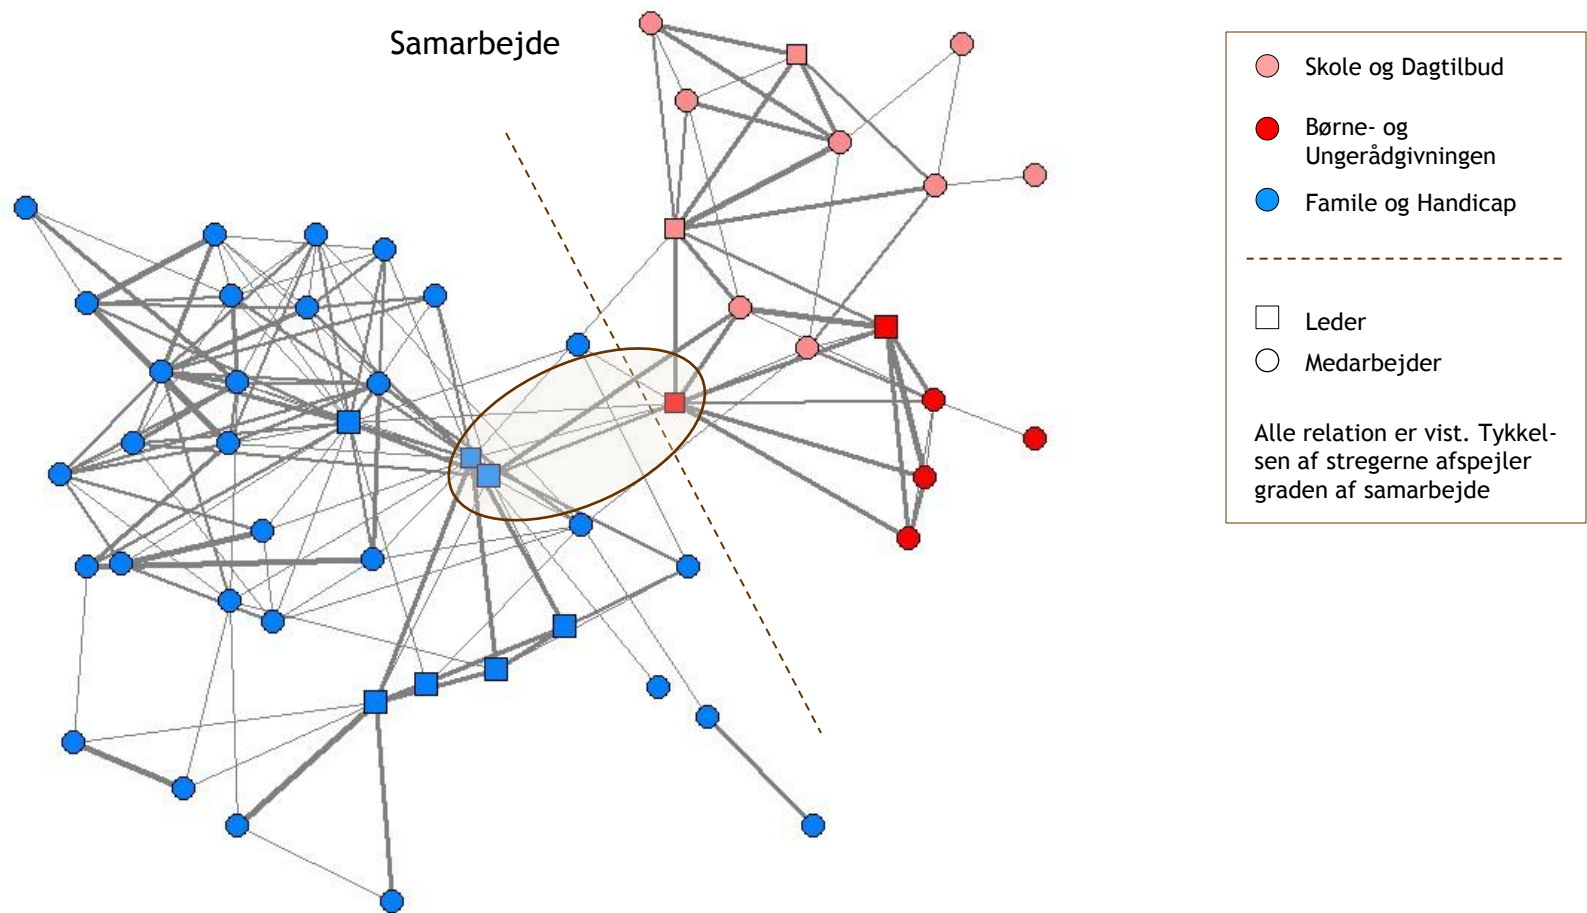 Samarbejde
Skole og Dagtilbud
Børne- og
Ungerådgivningen
Famile og Handicap
Leder
Medarbejder
Alle relation er vist. Tykkel-
sen af stregerne afspejler
graden af samarbejde